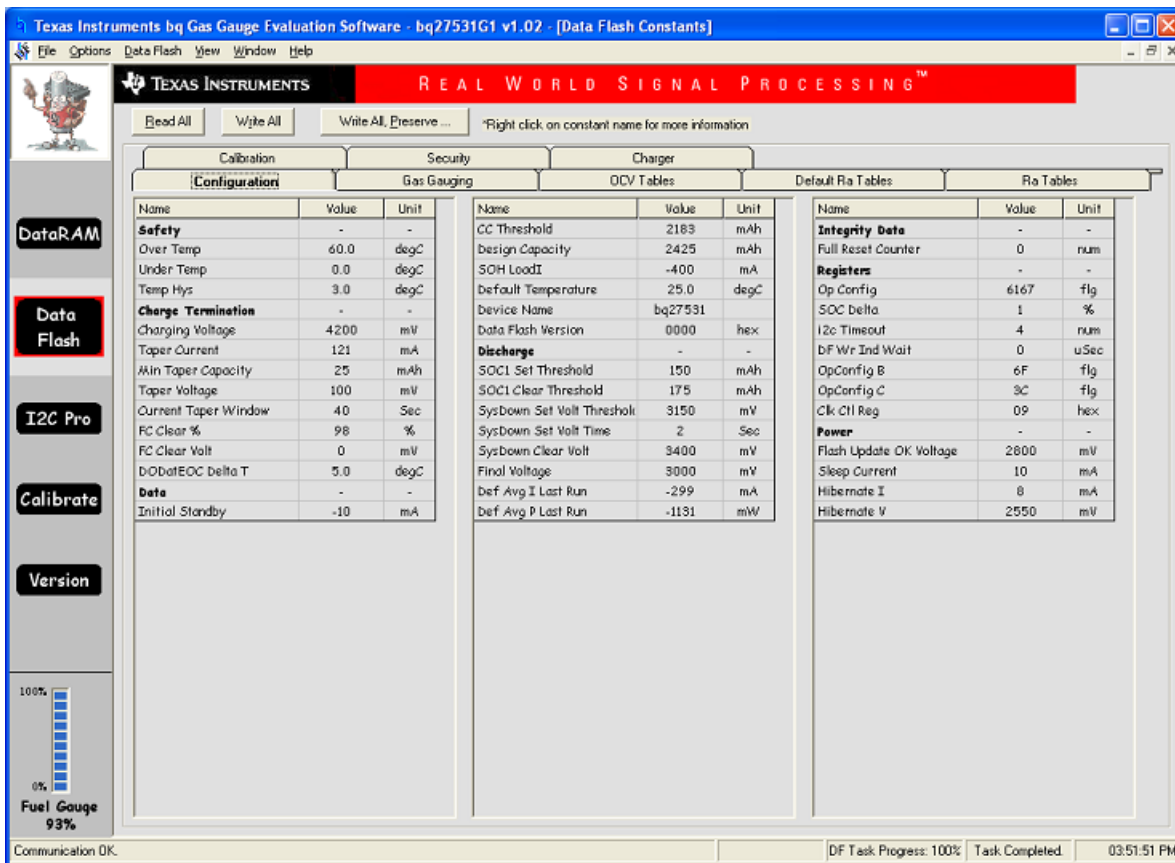 Texas Instruments bq Gas Gauge Evaluation Software - bq27531G1 v1.02 - [Data Flash Constants]
File Options Data Flash View Window Help
TEXAS INSTRUMENTS REAL WORLD SIGNAL PROCESSING™
Read All Write All Write All, Preserve ... *Right click on constant name for more information
Calibration Security Charger
Configuration Gas Gauging OCV Tables Default Ra Tables Ra Tables
DataRAM
Data
Flash
I2C Pro
Calibrate
Version
100%
0%
Fuel Gauge
93%
Name Value Unit
Safety - -
Over Temp 60.0 degC
Under Temp 0.0 degC
Temp Hys 3.0 degC
Charge Termination - -
Charging Voltage 4200 mV
Taper Current 121 mA
Min Taper Capacity 25 mAh
Taper Voltage 100 mV
Current Taper Window 40 Sec
FC Clear % 98 %
FC Clear Volt 0 mV
DODatEOC Delta T 5.0 degC
Data - -
Initial Standby -10 mA
Name Value Unit
CC Threshold 2183 mAh
Design Capacity 2425 mAh
SOH LoadI -400 mA
Default Temperature 25.0 degC
Device Name bq27531
Data Flash Version 0000 hex
Discharge - -
SOC1 Set Threshold 150 mAh
SOC1 Clear Threshold 175 mAh
SysDown Set Volt Threshol 3150 mV
SysDown Set Volt Time 2 Sec
SysDown Clear Volt 3400 mV
Final Voltage 3000 mV
Def Avg I Last Run -299 mA
Def Avg P Last Run -1131 mW
Name Value Unit
Integrity Data - -
Full Reset Counter 0 num
Registers - -
Op Config 6167 flg
SOC Delta 1 %
i2c Timeout 4 num
DF Wr Ind Wait 0 uSec
OpConfig B 6F flg
OpConfig C 3C flg
Clk Ctl Reg 09 hex
Power - -
Flash Update OK Voltage 2800 mV
Sleep Current 10 mA
Hibernate I 8 mA
Hibernate V 2550 mV
Communication OK. DF Task Progress: 100% Task Completed. 03:51:51 PM